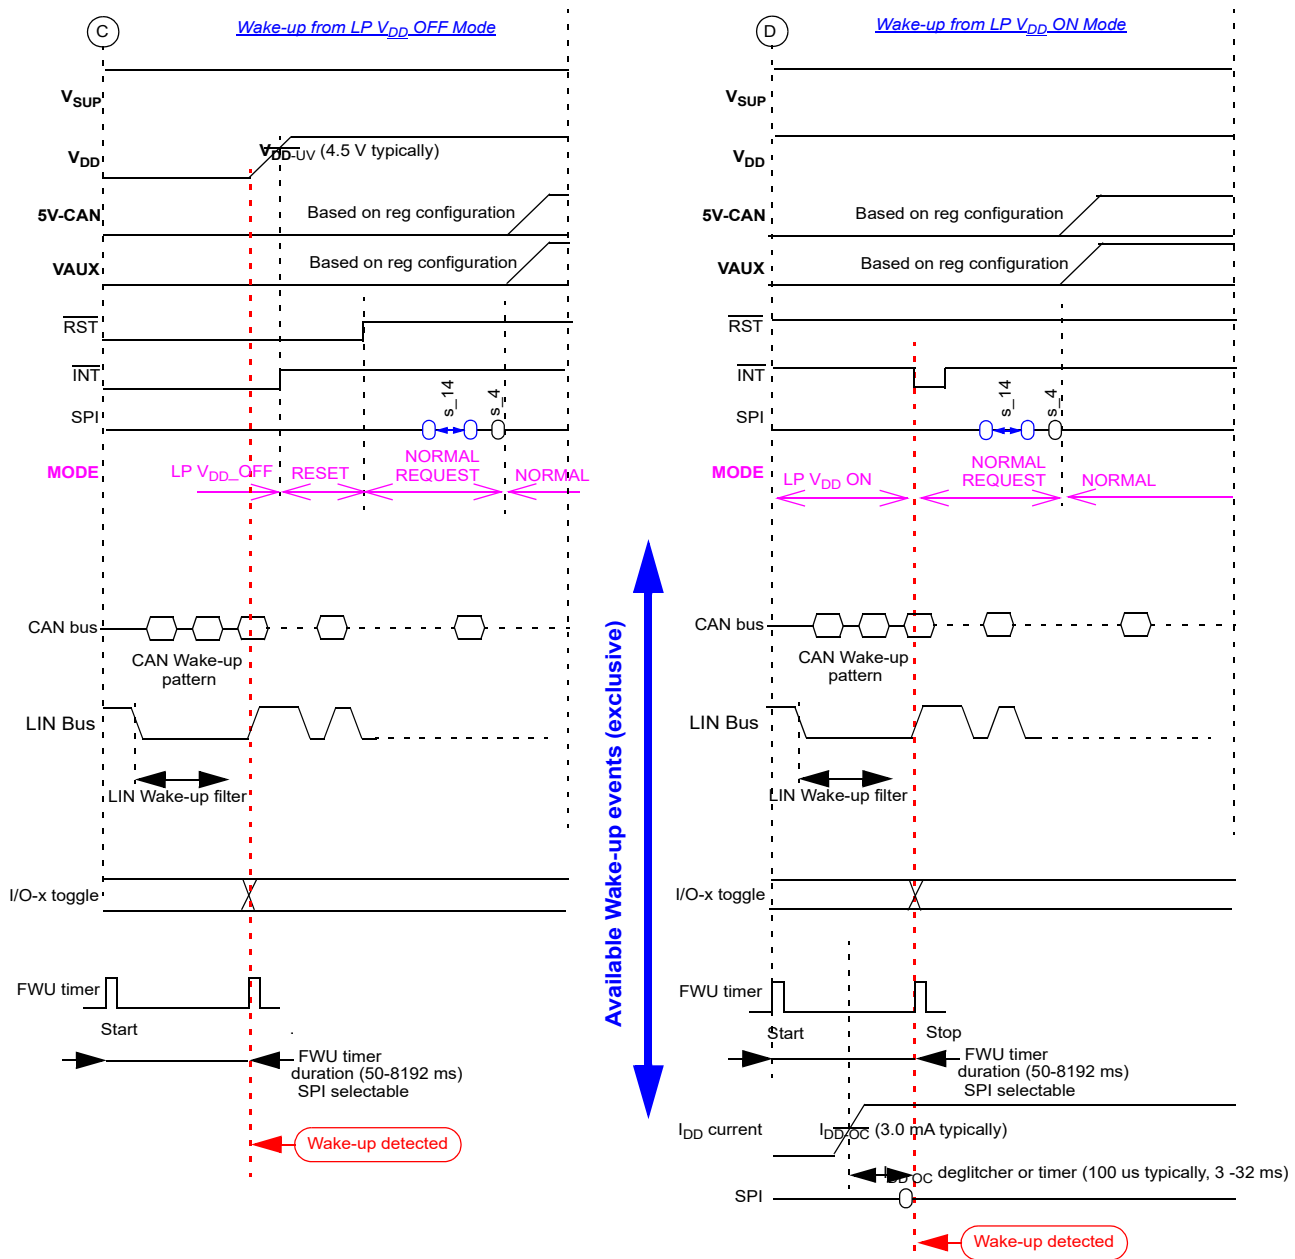 C
Wake-up from LP VDD OFF Mode
VSUP
VDD
VDD-UV (4.5 V typically)
5V-CAN
Based on reg configuration
VAUX
Based on reg configuration
RST
INT
SPI
s_14
s_4
MODE
LP VDD_OFF
RESET
NORMAL
REQUEST
NORMAL
CAN bus
CAN Wake-up
pattern
LIN Bus
LIN Wake-up filter
I/O-x toggle
FWU timer
Start
FWU timer
duration (50-8192 ms)
SPI selectable
Wake-up detected
Available Wake-up events (exclusive)
D
Wake-up from LP VDD ON Mode
VSUP
VDD
5V-CAN
Based on reg configuration
VAUX
Based on reg configuration
RST
INT
SPI
s_14
s_4
MODE
LP VDD ON
NORMAL
REQUEST
NORMAL
CAN bus
CAN Wake-up
pattern
LIN Bus
LIN Wake-up filter
I/O-x toggle
FWU timer
Start
Stop
FWU timer
duration (50-8192 ms)
SPI selectable
IDD current
IDD-OC (3.0 mA typically)
IDD-OC deglitcher or timer (100 us typically, 3 -32 ms)
SPI
Wake-up detected